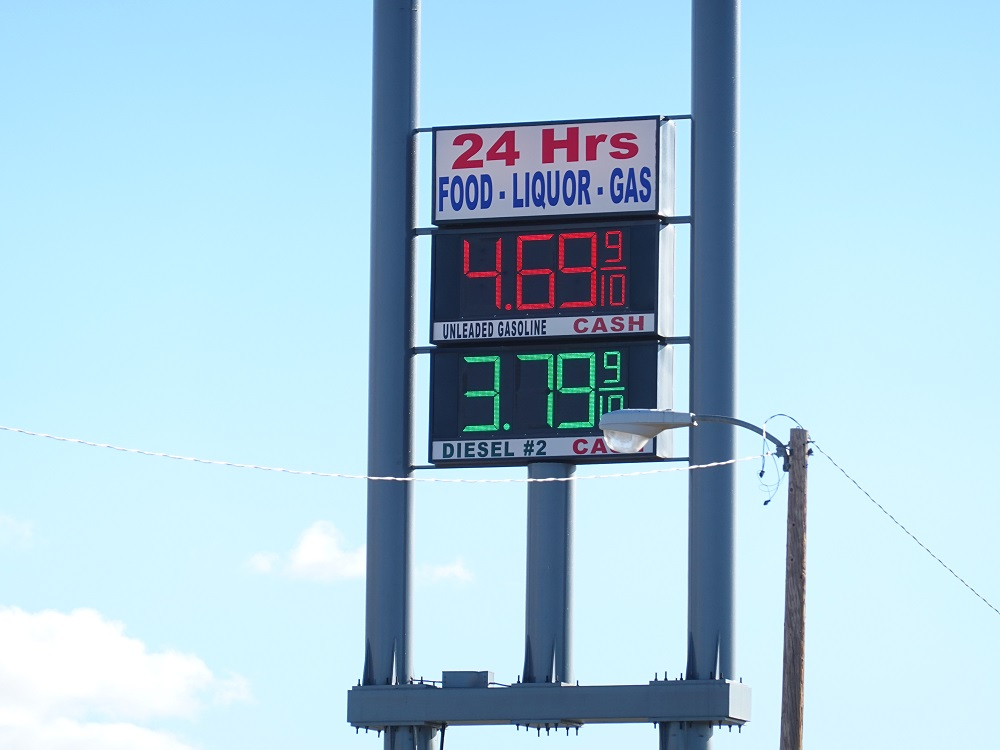 24 Hrs
FOOD - LIQUOR - GAS
4.69 9/10
UNLEADED GASOLINE CASH
3.79 9/10
DIESEL #2